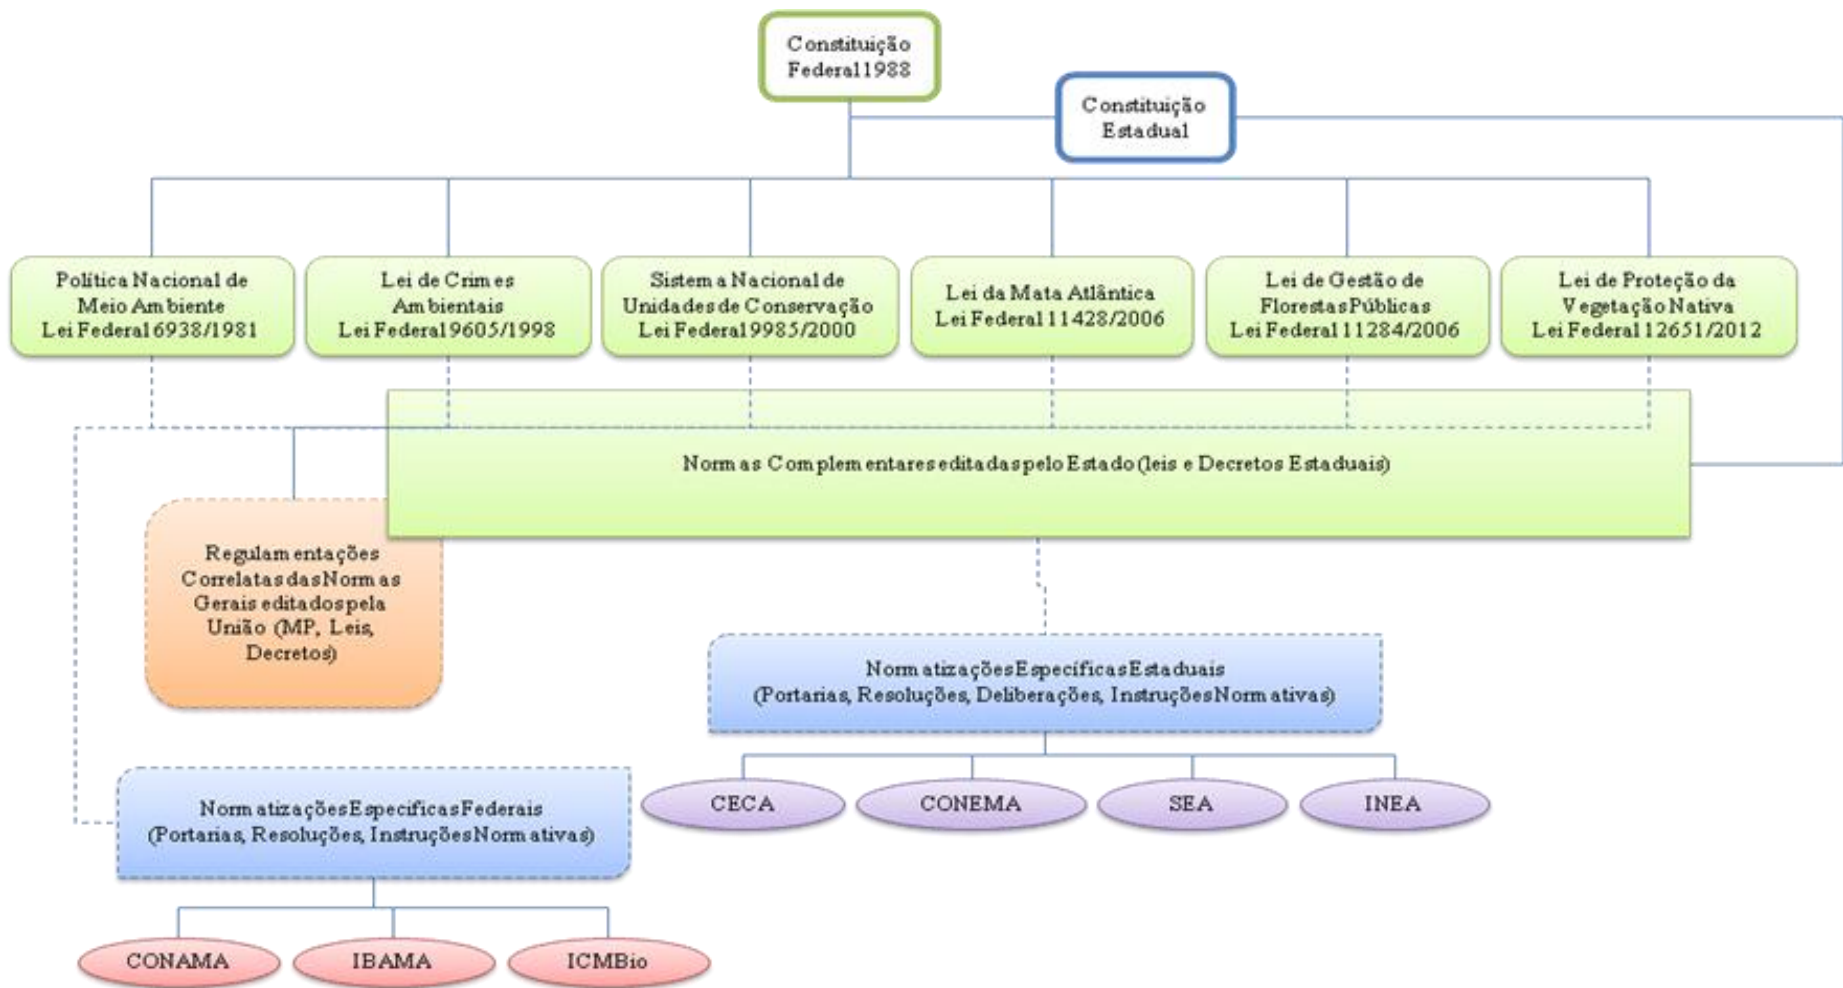 Constituição
Federal 1988
Constituição
Estadual
Política Nacional de
Meio Ambiente
Lei Federal 6938/1981
Lei de Crimes
Ambientais
Lei Federal 9605/1998
Sistema Nacional de
Unidades de Conservação
Lei Federal 9985/2000
Lei da Mata Atlântica
Lei Federal 11428/2006
Lei de Gestão de
Florestas Públicas
Lei Federal 11284/2006
Lei de Proteção da
Vegetação Nativa
Lei Federal 12651/2012
Normas Complementares editadas pelo Estado (leis e Decretos Estaduais)
Regulamentações
Correlatas das Normas
Gerais editados pela
União (MP, Leis,
Decretos)
Normatizações Específicas Estaduais
(Portarias, Resoluções, Deliberações, Instruções Normativas)
CECA
CONEMA
SEA
INEA
Normatizações Específicas Federais
(Portarias, Resoluções, Instruções Normativas)
CONAMA
IBAMA
ICMBio